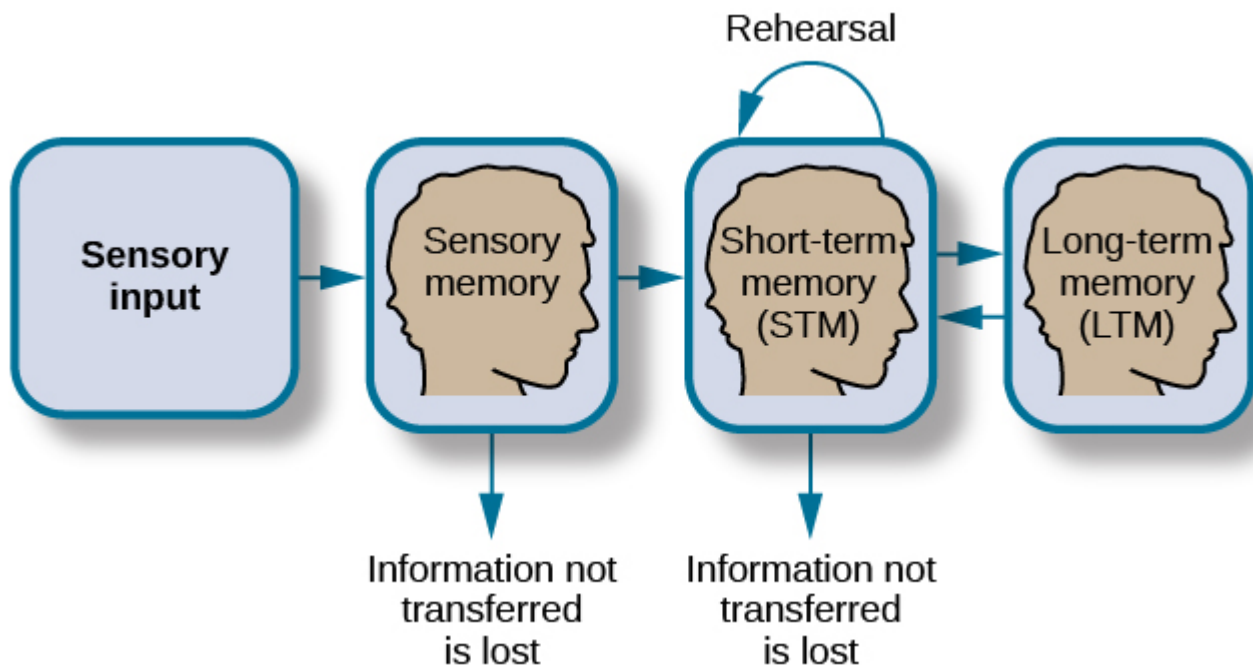 Rehearsal
Sensory
input
Sensory
memory
Short-term
memory
(STM)
Long-term
memory
(LTM)
Information not
transferred
is lost
Information not
transferred
is lost